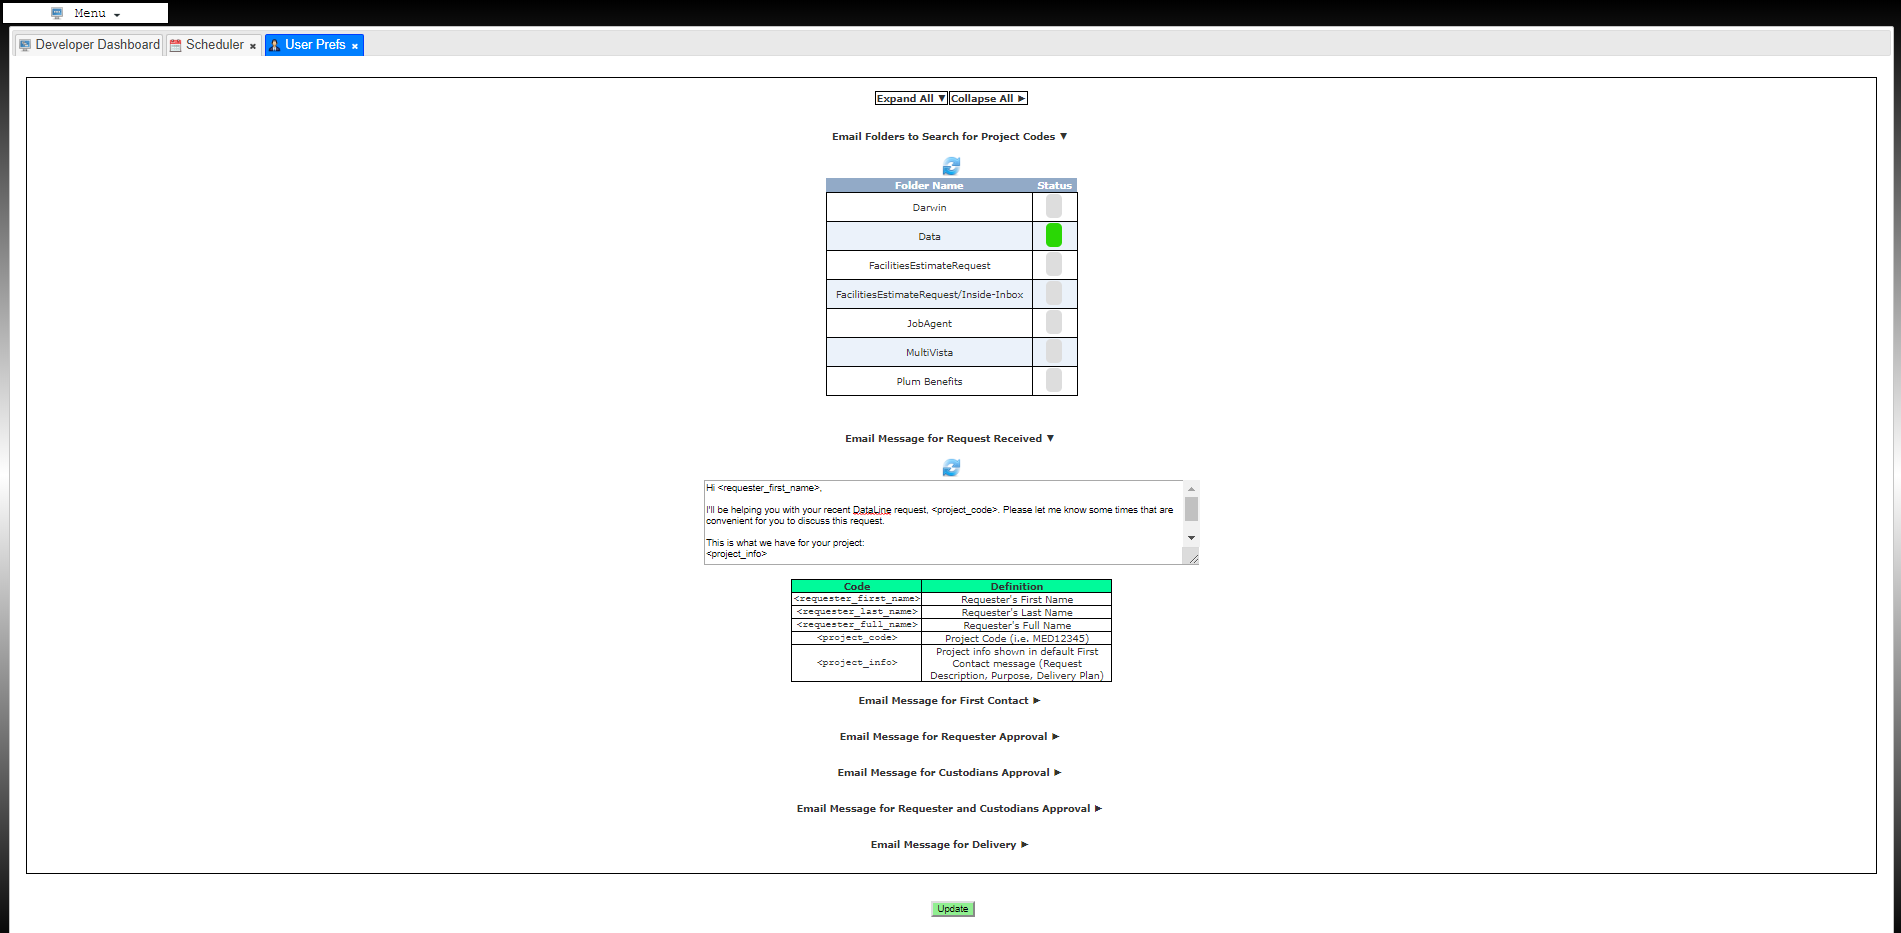 Menu
Developer Dashboard
Scheduler
User Prefs
Expand All ▼ Collapse All ►
Email Folders to Search for Project Codes ▼
Folder Name Status
Darwin
Data
FacilitiesEstimateRequest
FacilitiesEstimateRequest/Inside-Inbox
JobAgent
MultiVista
Plum Benefits
Email Message for Request Received ▼
Hi <requester_first_name>,
I'll be helping you with your recent DataLine request, <project_code>. Please let me know some times that are
convenient for you to discuss this request.
This is what we have for your project:
<project_info>
Code Definition
<requester_first_name> Requester's First Name
<requester_last_name> Requester's Last Name
<requester_full_name> Requester's Full Name
<project_code> Project Code (i.e. MED12345)
<project_info> Project info shown in default First
Contact message (Request
Description, Purpose, Delivery Plan)
Email Message for First Contact ►
Email Message for Requester Approval ►
Email Message for Custodians Approval ►
Email Message for Requester and Custodians Approval ►
Email Message for Delivery ►
Update